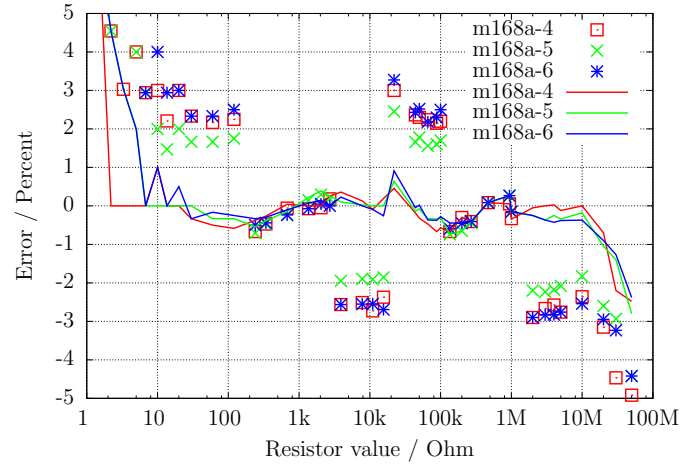 5
4
3
2
1
0
-1
-2
-3
-4
-5
Error / Percent
m168a-4
m168a-5
m168a-6
m168a-4
m168a-5
m168a-6
1 10 100 1k 10k 100k 1M 10M 100M
Resistor value / Ohm